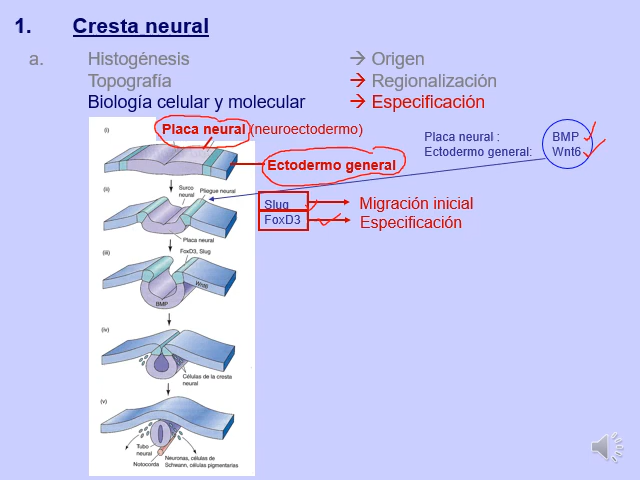 1. Cresta neural
a. Histogénesis → Origen
Topografía → Regionalización
Biología celular y molecular → Especificación
(i)
Placa neural (neuroectodermo)
Ectodermo general
Placa neural : BMP
Ectodermo general: Wnt6
(ii)
Surco neural
Pliegue neural
Placa neural
Slug → Migración inicial
FoxD3 → Especificación
(iii)
FoxD3, Slug
Wnt6
BMP
(iv)
Células de la cresta
neural
(v)
Tubo
neural
Notocorda
Neuronas, células de
Schwann, células pigmentarias